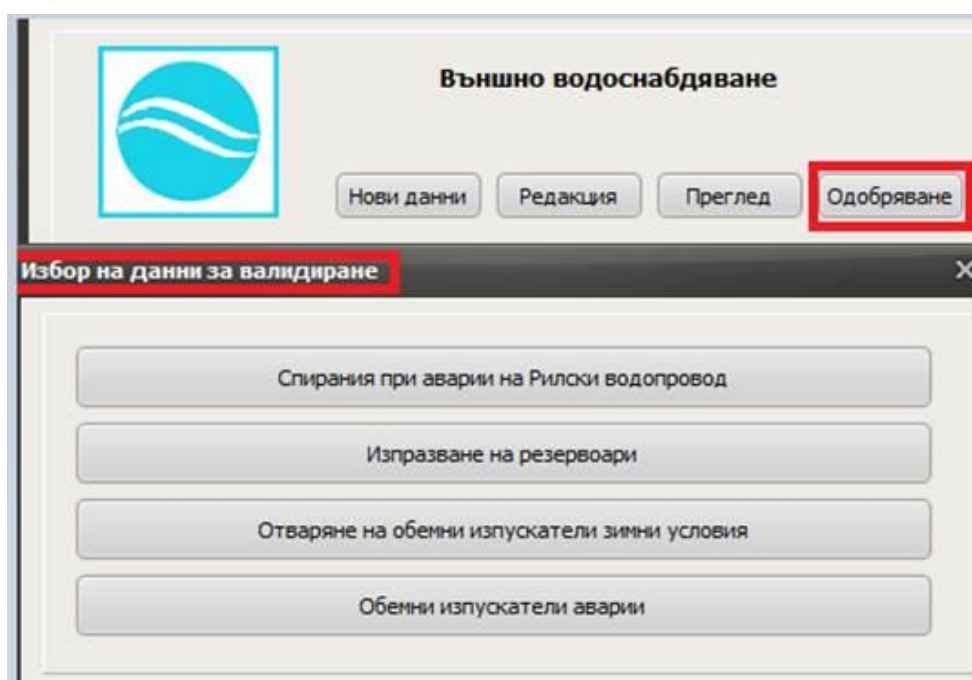 Външно водоснабдяване
Нови данни Редакция Преглед Одобряване
Избор на данни за валидиране
Спирания при аварии на Рилски водопровод
Изпразване на резервоари
Отваряне на обемни изпускатели зимни условия
Обемни изпускатели аварии